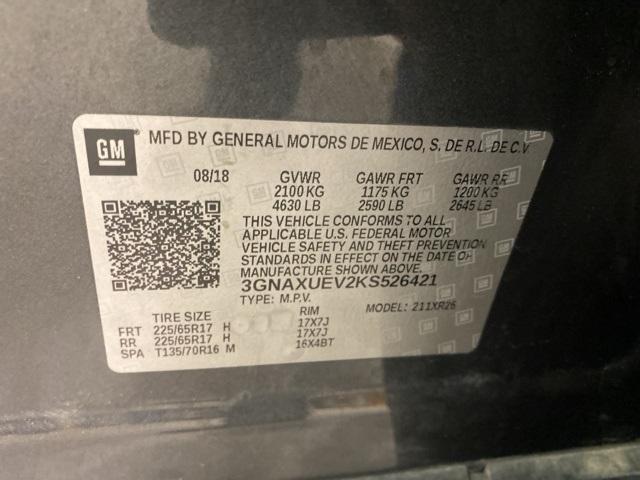 GM
MFD BY GENERAL MOTORS DE MEXICO, S. DE R.L. DE C.V.
08/18 GVWR GAWR FRT GAWR RR
2100 KG 1175 KG 1200 KG
4630 LB 2590 LB 2645 LB
THIS VEHICLE CONFORMS TO ALL
APPLICABLE U.S. FEDERAL MOTOR
VEHICLE SAFETY AND THEFT PREVENTION
STANDARDS IN EFFECT ON THE DATE OF
MANUFACTURE SHOWN ABOVE.
3GNAXUEV2KS526421
TYPE: M.P.V. MODEL: 211XR26
TIRE SIZE RIM
FRT 225/65R17 H 17X7J
RR 225/65R17 H 17X7J
SPA T135/70R16 M 16X4BT